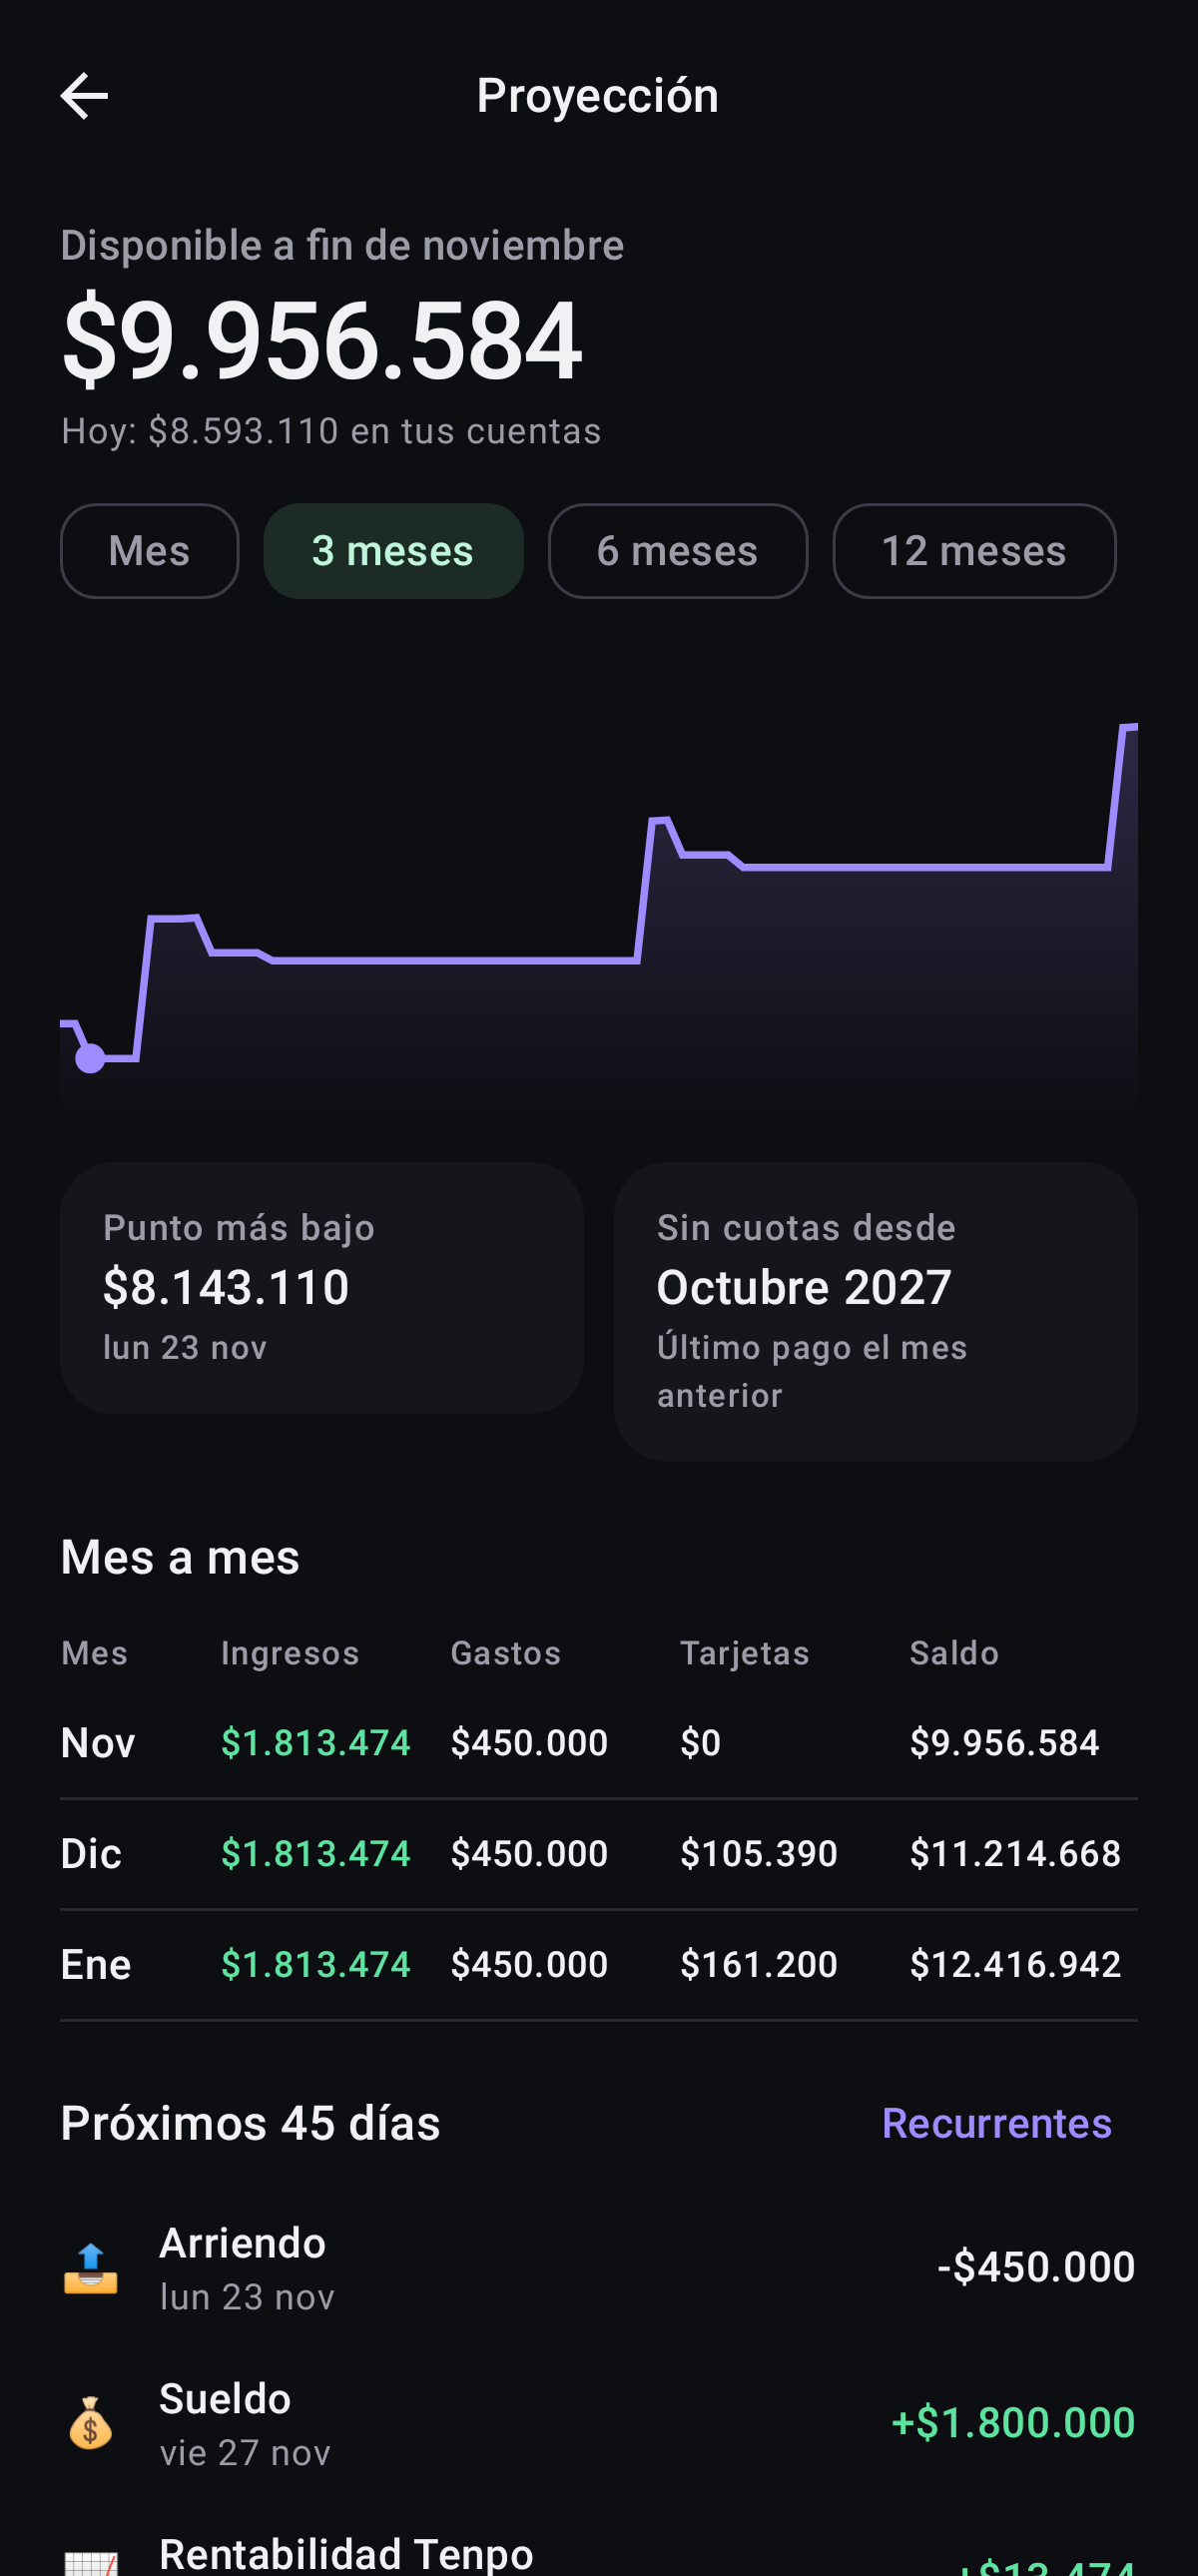 Proyección
Disponible a fin de noviembre
$9.956.584
Hoy: $8.593.110 en tus cuentas
Mes 3 meses 6 meses 12 meses
Punto más bajo
$8.143.110
lun 23 nov
Sin cuotas desde
Octubre 2027
Último pago el mes
anterior
Mes a mes
Mes Ingresos Gastos Tarjetas Saldo
Nov $1.813.474 $450.000 $0 $9.956.584
Dic $1.813.474 $450.000 $105.390 $11.214.668
Ene $1.813.474 $450.000 $161.200 $12.416.942
Próximos 45 días Recurrentes
Arriendo
lun 23 nov
-$450.000
Sueldo
vie 27 nov
+$1.800.000
Rentabilidad Tenpo
+$13.474